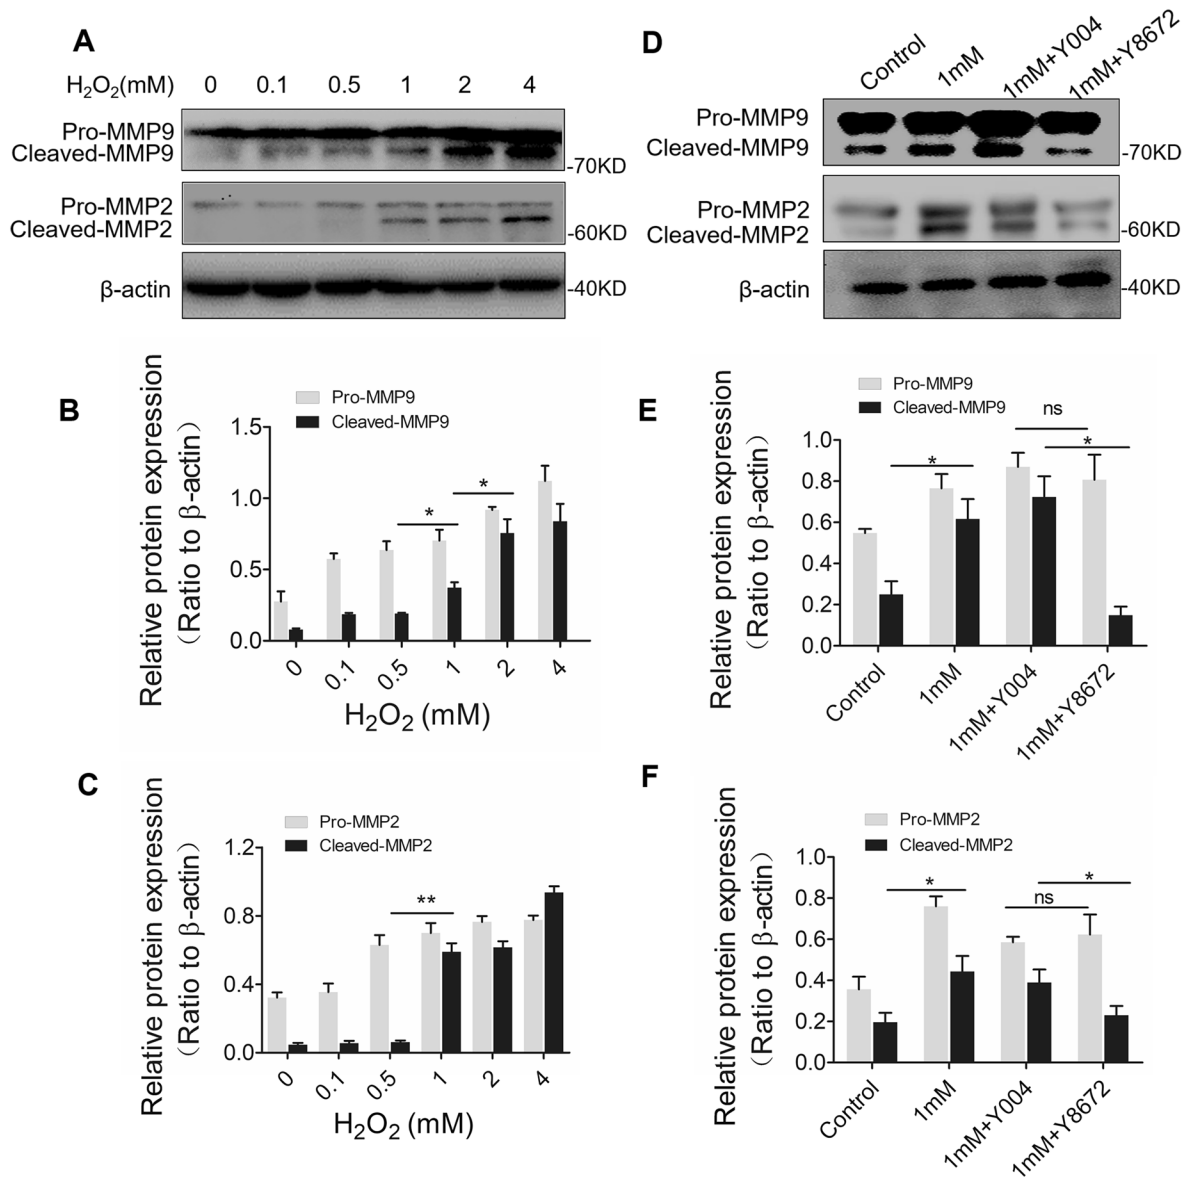 A
H₂O₂(mM) 0 0.1 0.5 1 2 4
Pro-MMP9
Cleaved-MMP9
-70KD
Pro-MMP2
Cleaved-MMP2
-60KD
β-actin
-40KD
D
Control 1mM 1mM+Y004 1mM+Y8672
Pro-MMP9
Cleaved-MMP9
-70KD
Pro-MMP2
Cleaved-MMP2
-60KD
β-actin
-40KD
B
Relative protein expression
(Ratio to β-actin)
Pro-MMP9
Cleaved-MMP9
1.5
1.0
0.5
0.0
*
*
0 0.1 0.5 1 2 4
H₂O₂ (mM)
E
Relative protein expression
(Ratio to β-actin)
Pro-MMP9
Cleaved-MMP9
ns
*
*
1.0
0.8
0.6
0.4
0.2
0.0
Control 1mM 1mM+Y004 1mM+Y8672
C
Relative protein expression
(Ratio to β-actin)
Pro-MMP2
Cleaved-MMP2
1.2
0.8
0.4
0.0
**
0 0.1 0.5 1 2 4
H₂O₂ (mM)
F
Relative protein expression
(Ratio to β-actin)
Pro-MMP2
Cleaved-MMP2
1.0
0.8
0.6
0.4
0.2
0.0
*
*
ns
Control 1mM 1mM+Y004 1mM+Y8672